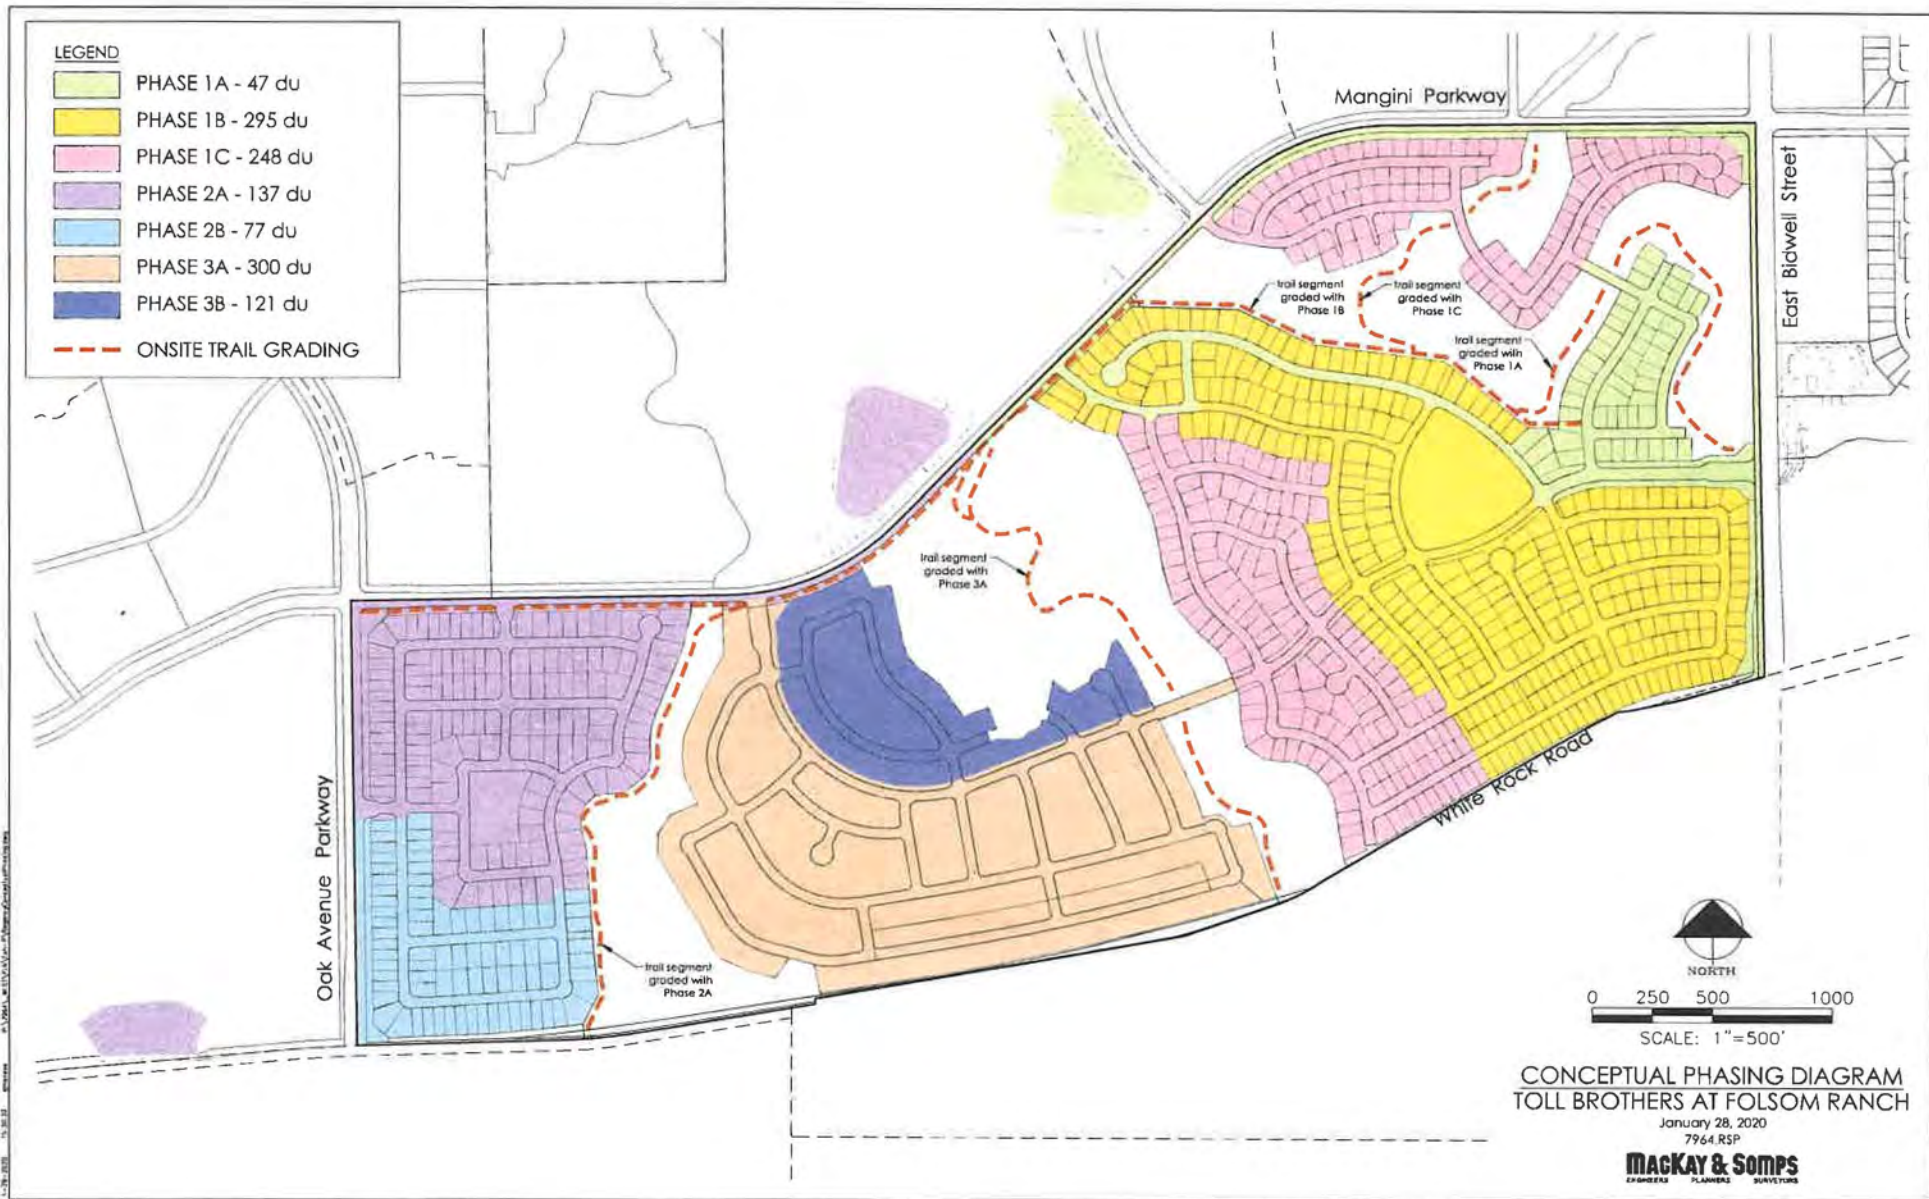 LEGEND
PHASE 1A - 47 du
PHASE 1B - 295 du
PHASE 1C - 248 du
PHASE 2A - 137 du
PHASE 2B - 77 du
PHASE 3A - 300 du
PHASE 3B - 121 du
ONSITE TRAIL GRADING
Mangini Parkway
East Bidwell Street
trail segment
graded with
Phase 1B
trail segment
graded with
Phase 1C
trail segment
graded with
Phase 1A
trail segment
graded with
Phase 3A
Oak Avenue Parkway
White Rock Road
trail segment
graded with
Phase 2A
NORTH
0 250 500 1000
SCALE: 1"=500'
CONCEPTUAL PHASING DIAGRAM
TOLL BROTHERS AT FOLSOM RANCH
January 28, 2020
7964.RSP
MACKAY & SOMPS
ENGINEERS PLANNERS SURVEYORS